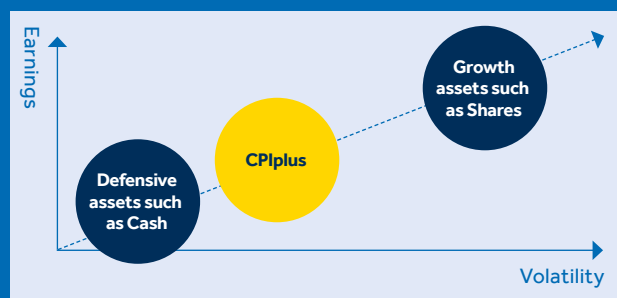 Earnings
Growth
assets such
as Shares
CPIplus
Defensive
assets such
as Cash
Volatility